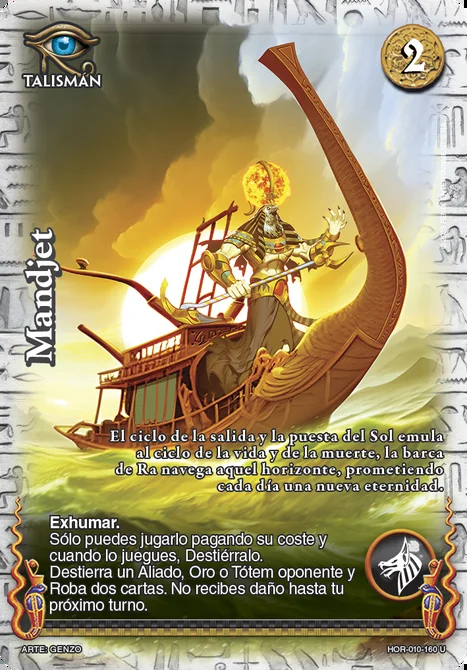 TALISMÁN
2
Mandjet
El ciclo de la salida y la puesta del Sol emula
al ciclo de la vida y de la muerte, la barca
de Ra navega aquel horizonte, prometiendo
cada día una nueva eternidad.
Exhumar.
Sólo puedes jugarlo pagando su coste y
cuando lo juegues, Destiérralo.
Destierra un Aliado, Oro o Tótem oponente y
Roba dos cartas. No recibes daño hasta tu
próximo turno.
ARTE: GENZO
HOR-010-160 U